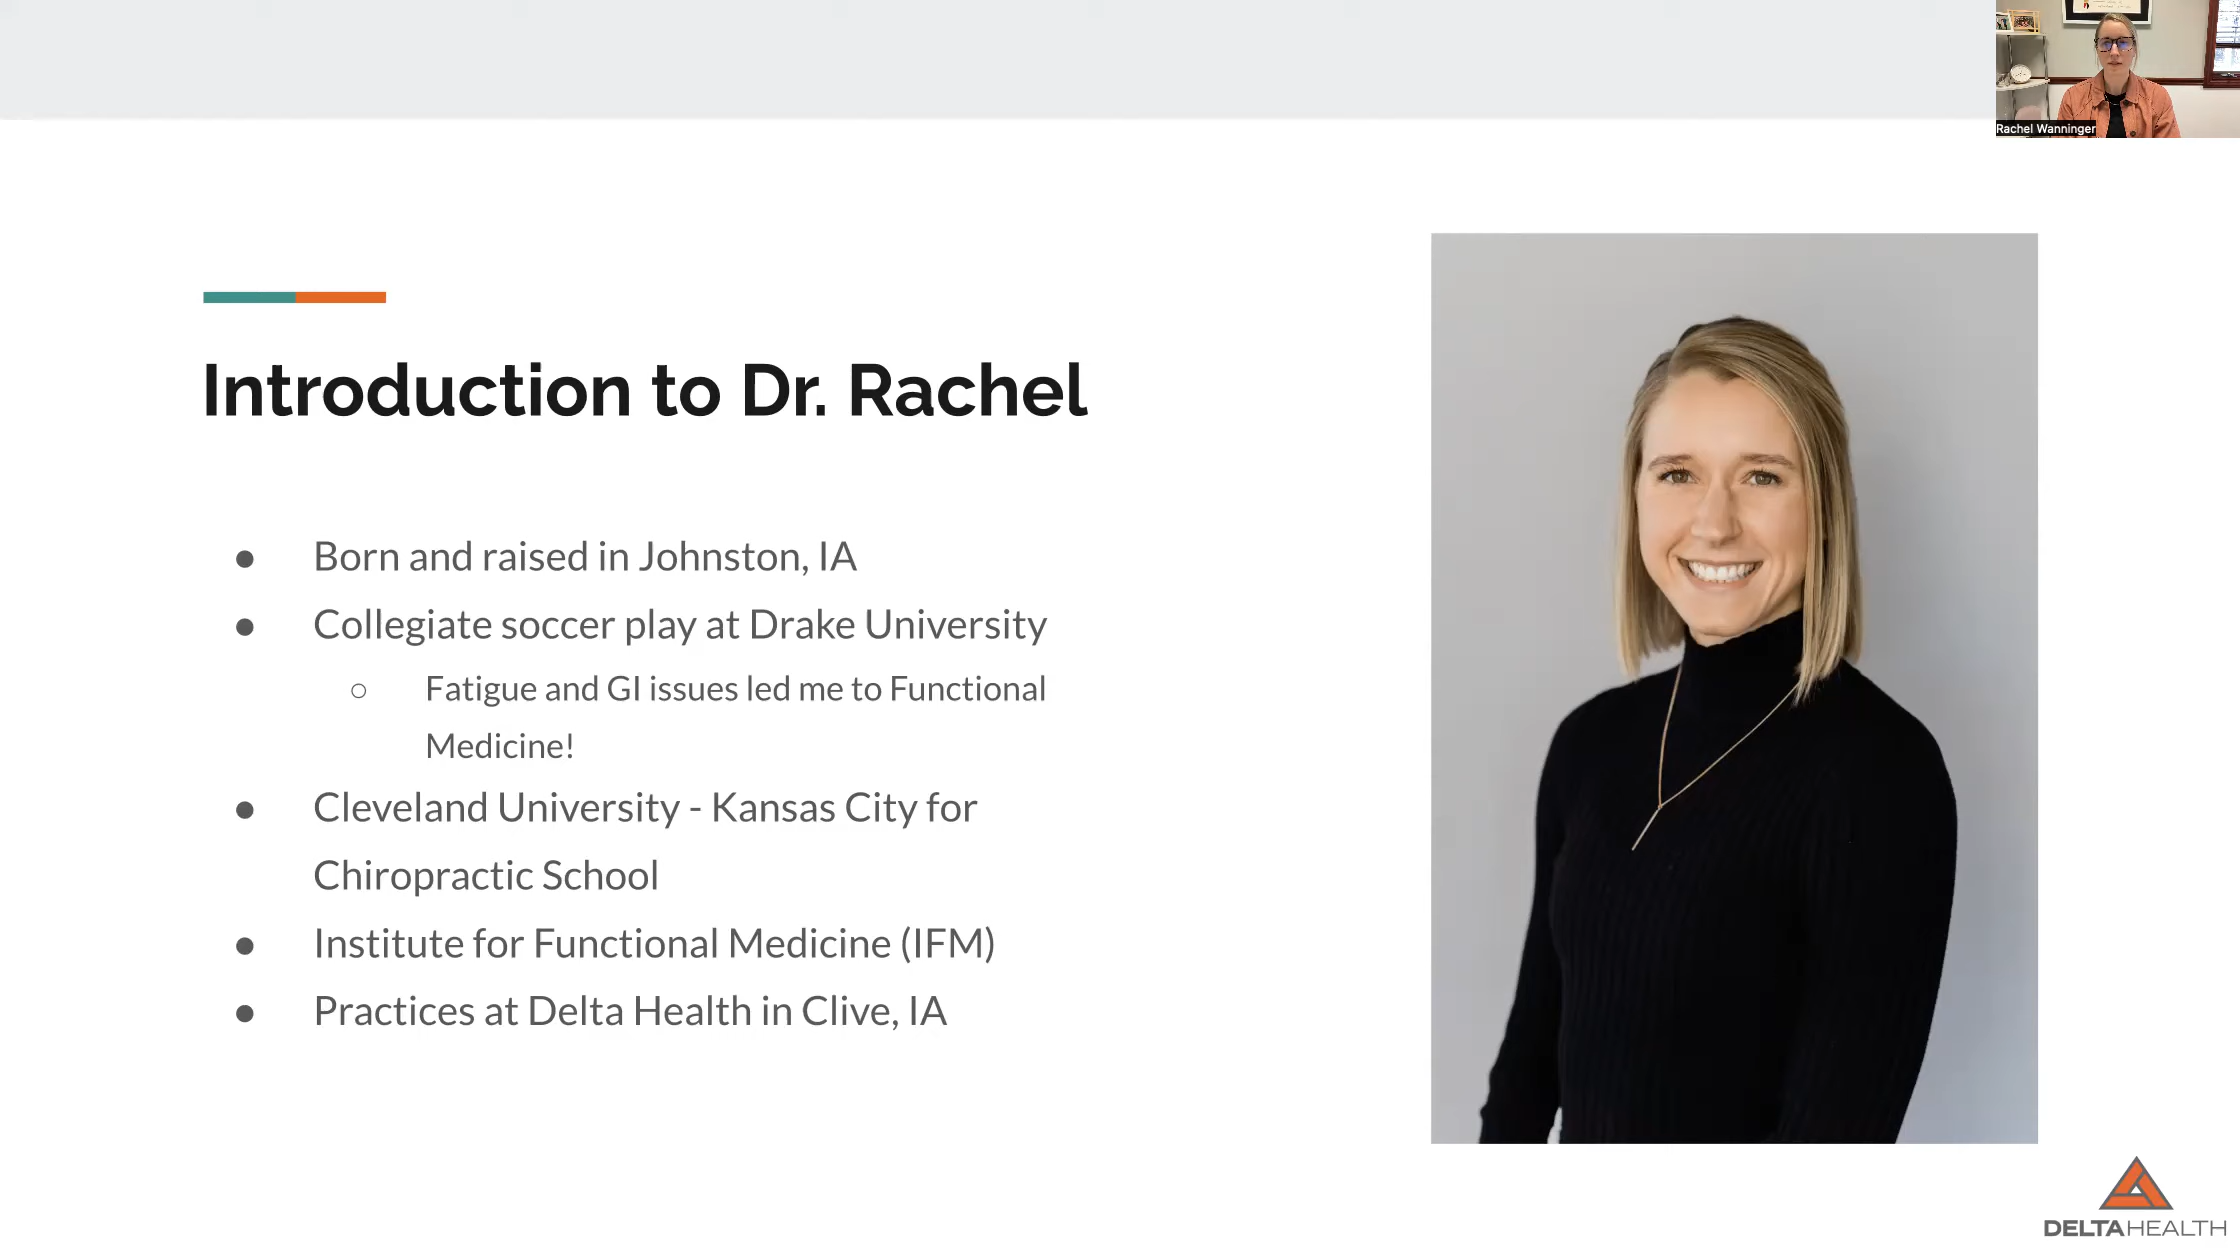 Rachel Wanninger
Introduction to Dr. Rachel
● Born and raised in Johnston, IA
● Collegiate soccer play at Drake University
○ Fatigue and GI issues led me to Functional
Medicine!
● Cleveland University - Kansas City for
Chiropractic School
● Institute for Functional Medicine (IFM)
● Practices at Delta Health in Clive, IA
DELTAHEALTH